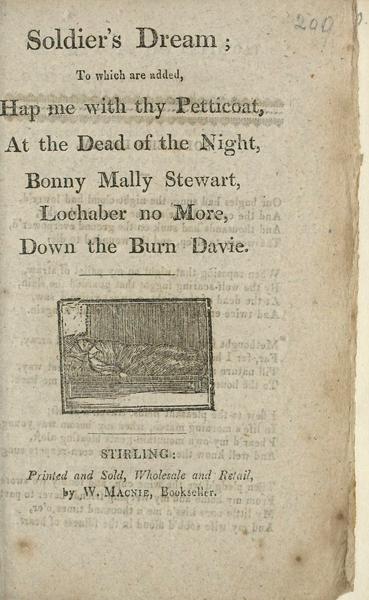 200
Soldier's Dream;
To which are added,
Hap me with thy Petticoat,
At the Dead of the Night,
Bonny Mally Stewart,
Lochaber no More,
Down the Burn Davie.
STIRLING:
Printed and Sold, Wholesale and Retail,
by W. MACNIE, Bookseller.